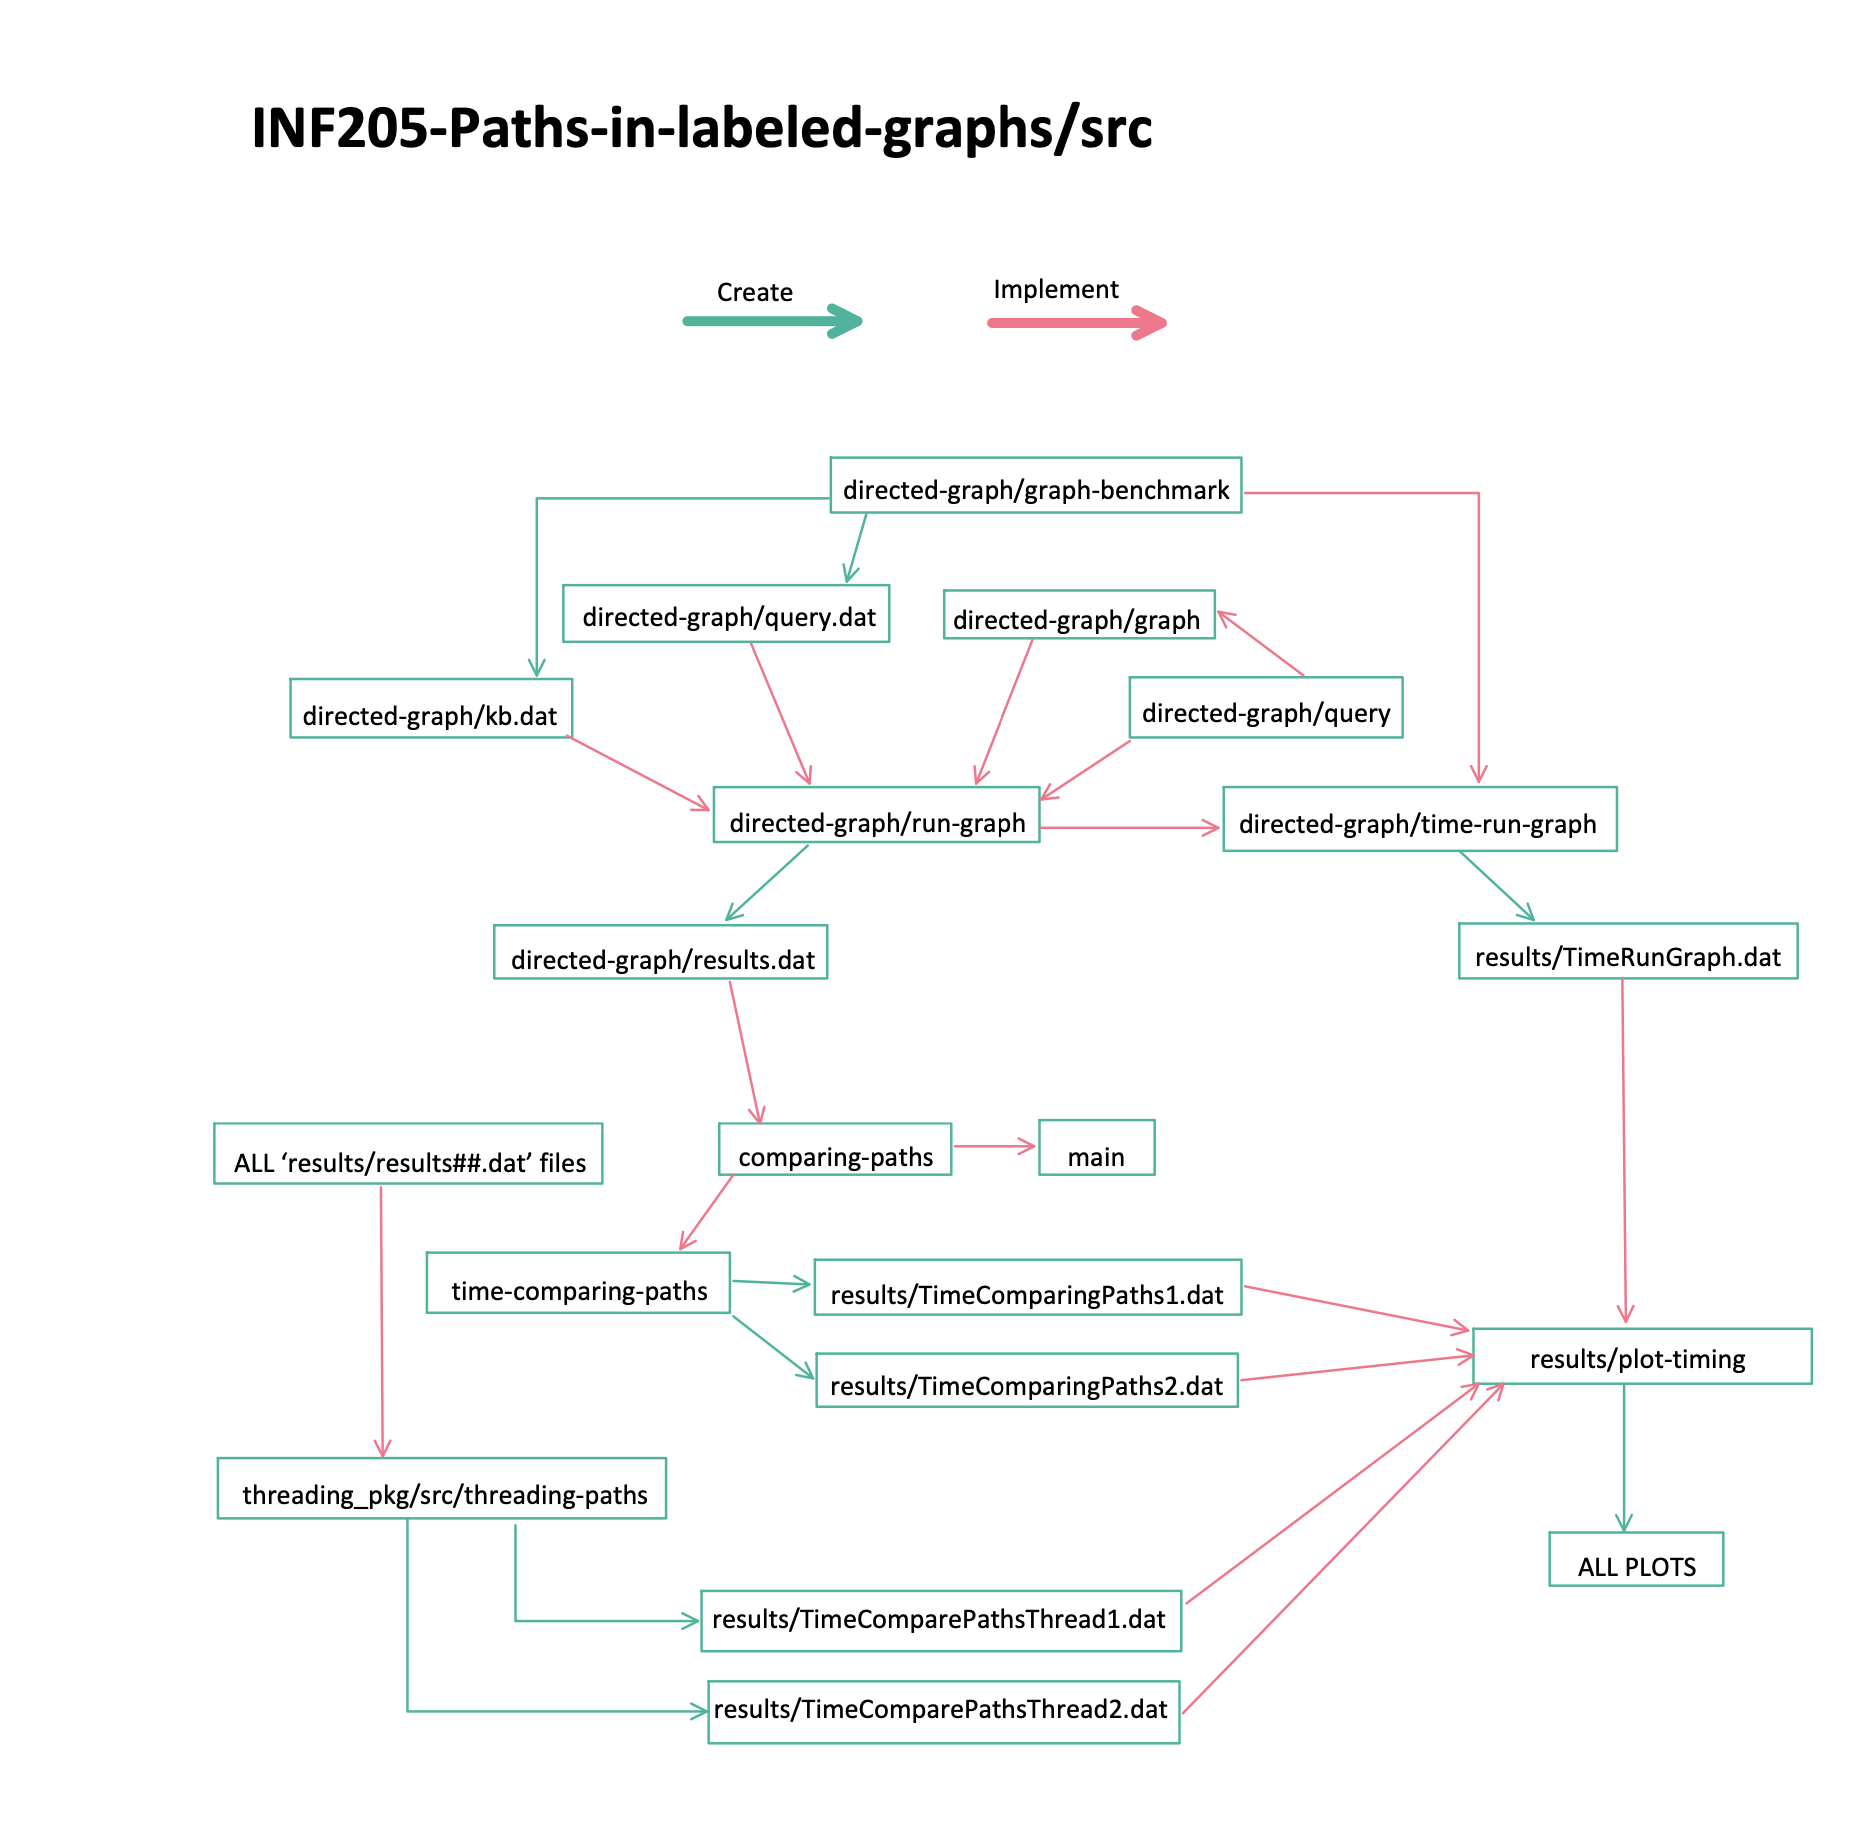 INF205-Paths-in-labeled-graphs/src
Create
Implement
directed-graph/graph-benchmark
directed-graph/query.dat
directed-graph/graph
directed-graph/kb.dat
directed-graph/query
directed-graph/run-graph
directed-graph/time-run-graph
directed-graph/results.dat
results/TimeRunGraph.dat
ALL ‘results/results##.dat’ files
comparing-paths
main
time-comparing-paths
results/TimeComparingPaths1.dat
results/TimeComparingPaths2.dat
results/plot-timing
threading_pkg/src/threading-paths
ALL PLOTS
results/TimeComparePathsThread1.dat
results/TimeComparePathsThread2.dat